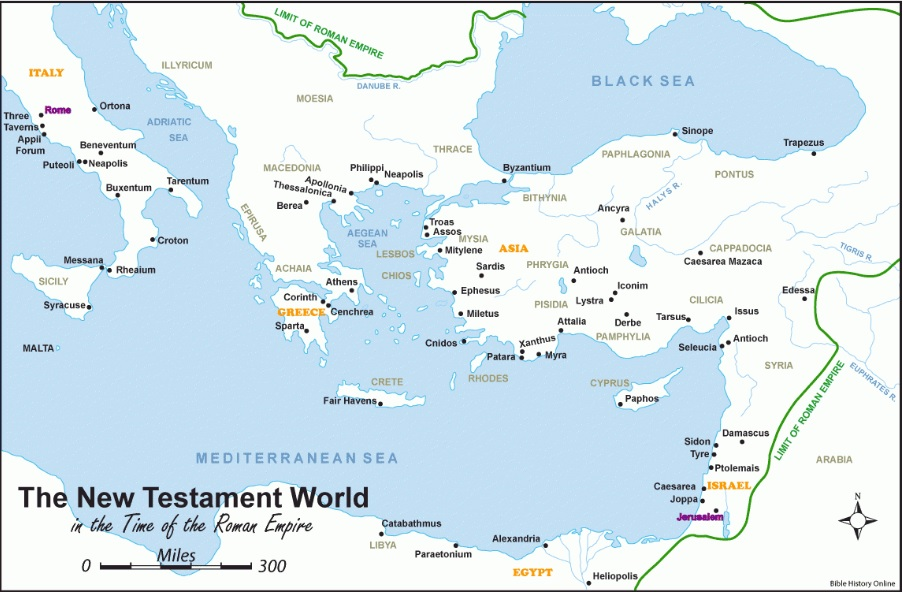 LIMIT OF ROMAN EMPIRE
ILLYRICUM
ITALY
BLACK SEA
DANUBE R.
MOESIA
Ortona
Rome
Three
Taverns
Appii
Forum
ADRIATIC
SEA
Sinope
Trapezus
Beneventum
THRACE
PAPHLAGONIA
Puteoli
Neapolis
MACEDONIA
Philippi
Neapolis
Byzantium
PONTUS
Buxentum
Tarentum
Apollonia
Thessalonica
Berea
BITHYNIA
HALYS R.
Ancyra
EPIRUSA
Troas
Assos
GALATIA
Croton
AEGEAN
SEA
MYSIA
ASIA
Mitylene
CAPPADOCIA
Caesarea Mazaca
TIGRIS R.
LESBOS
Messana
Rheaium
ACHAIA
CHIOS
Sardis
PHRYGIA
Antioch
SICILY
Athens
Iconim
Edessa
Ephesus
Corinth
Lystra
CILICIA
Syracuse
GREECE
Cenchrea
PISIDIA
Miletus
Tarsus
Issus
Sparta
Attalia
Derbe
PAMPHYLIA
MALTA
Cnidos
Xanthus
Seleucia
Antioch
Patara
Myra
SYRIA
EUPHRATES R.
CRETE
RHODES
CYPRUS
Fair Havens
Paphos
LIMIT OF ROMAN EMPIRE
Damascus
Sidon
Tyre
MEDITERRANEAN SEA
ARABIA
Ptolemais
Caesarea
ISRAEL
Joppa
Jerusalem
The New Testament World
in the Time of the Roman Empire
Catabathmus
LIBYA
Paraetonium
Alexandria
N
Miles
0 300
EGYPT
Heliopolis
Bible History Online